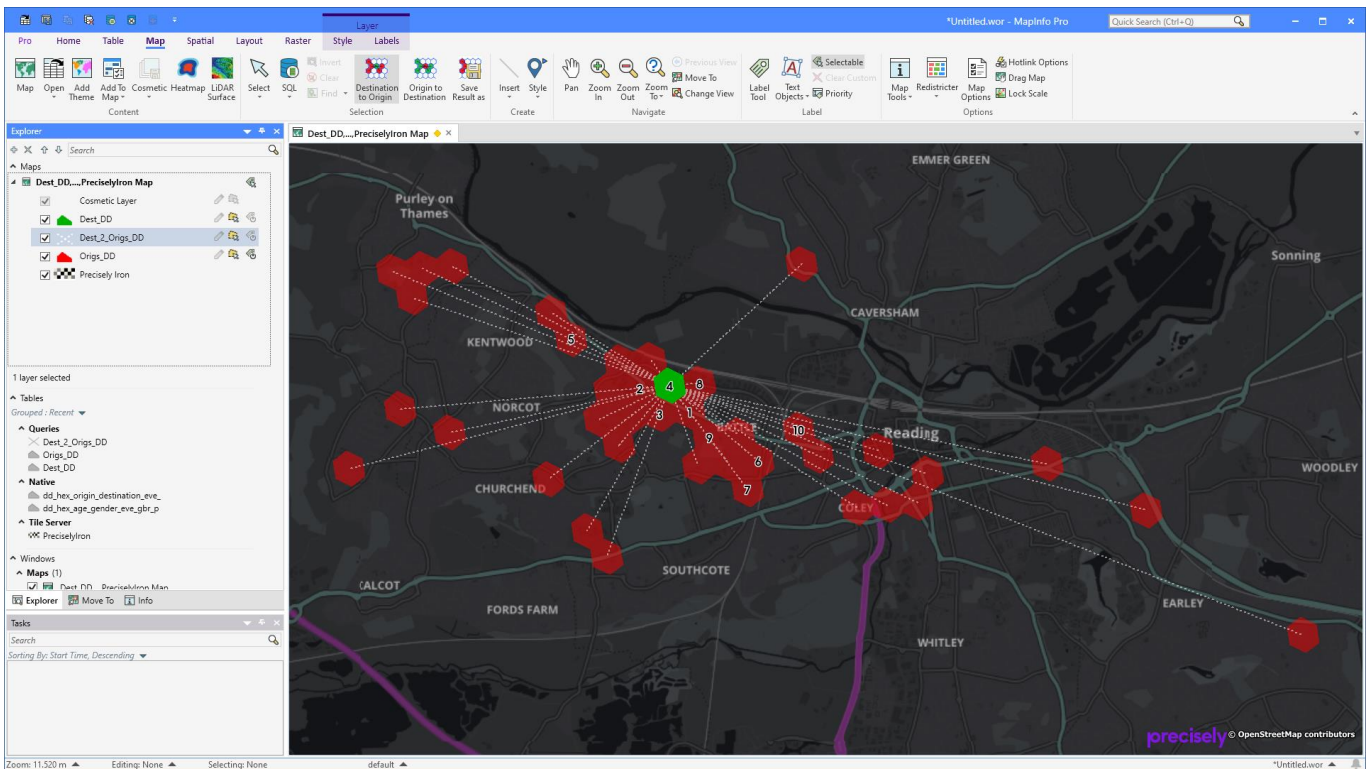 Layer
*Untitled.wor - MapInfo Pro
Quick Search (Ctrl+Q)
Pro Home Table Map Spatial Layout Raster Style Labels
Map
Open
Add Theme
Add To Map
Cosmetic
Heatmap
LiDAR Surface
Content
Select
SQL
Invert
Clear
Find
Destination to Origin
Origin to Destination
Save Result as
Selection
Insert
Style
Create
Pan
Zoom In
Zoom Out
Zoom To
Previous View
Move To
Change View
Navigate
Label Tool
Text Objects
Selectable
Clear Custom
Priority
Label
Map Tools
Redistricter
Map Options
Hotlink Options
Drag Map
Lock Scale
Options
Explorer
Search
Maps
Dest_DD,...,PreciselyIron Map
Cosmetic Layer
Dest_DD
Dest_2_Origs_DD
Origs_DD
Precisely Iron
1 layer selected
Tables
Grouped : Recent
Queries
Dest_2_Origs_DD
Origs_DD
Dest_DD
Native
dd_hex_origin_destination_eve_
dd_hex_age_gender_eve_gbr_p
Tile Server
PreciselyIron
Windows
Maps (1)
Dest_DD,...,PreciselyIron Map
Explorer Move To Info
Tasks
Search
Sorting By: Start Time, Descending
Dest_DD,...,PreciselyIron Map
EMMER GREEN
Purley on
Thames
Sonning
CAVERSHAM
KENTWOOD
5
2
4
8
3
1
NORCOT
BATTLE
10
Reading
9
6
WOODLEY
CHURCHEND
7
COLEY
SOUTHCOTE
CALCOT
FORDS FARM
EARLEY
WHITLEY
precisely © OpenStreetMap contributors
Zoom: 11.520 m Editing: None Selecting: None default *Untitled.wor